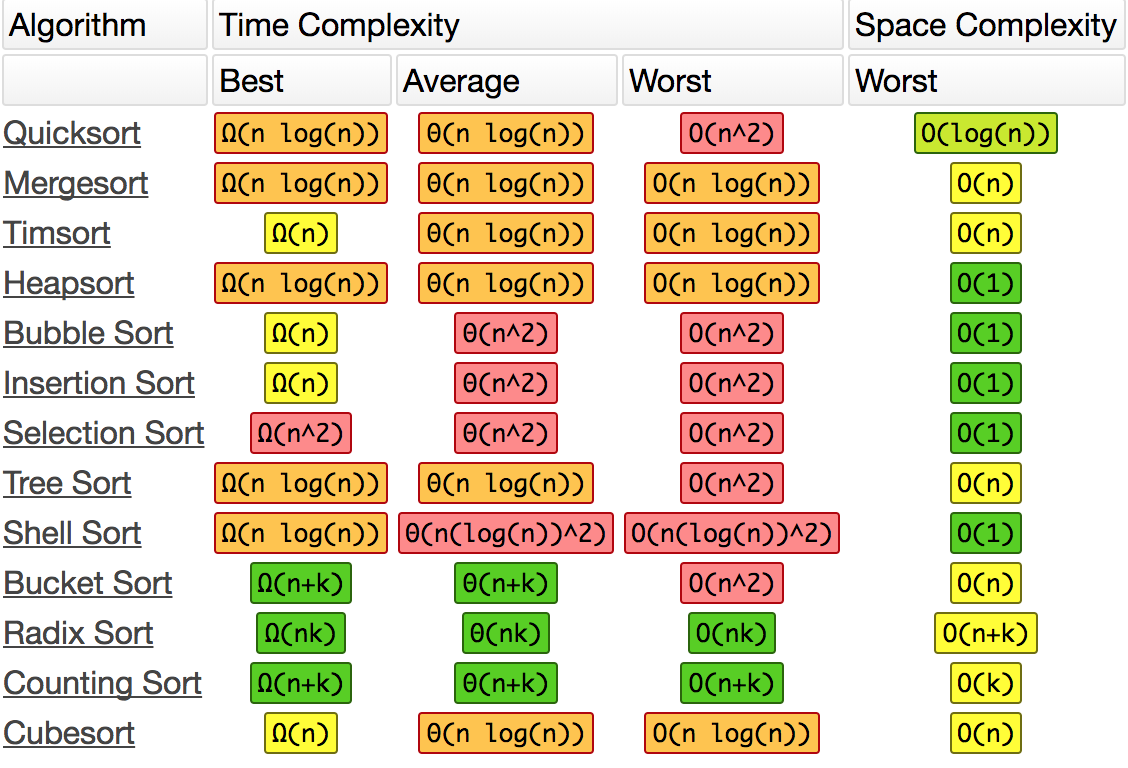 Algorithm Time Complexity Space Complexity
Best Average Worst Worst
Quicksort Ω(n log(n)) Θ(n log(n)) O(n^2) O(log(n))
Mergesort Ω(n log(n)) Θ(n log(n)) O(n log(n)) O(n)
Timsort Ω(n) Θ(n log(n)) O(n log(n)) O(n)
Heapsort Ω(n log(n)) Θ(n log(n)) O(n log(n)) O(1)
Bubble Sort Ω(n) Θ(n^2) O(n^2) O(1)
Insertion Sort Ω(n) Θ(n^2) O(n^2) O(1)
Selection Sort Ω(n^2) Θ(n^2) O(n^2) O(1)
Tree Sort Ω(n log(n)) Θ(n log(n)) O(n^2) O(n)
Shell Sort Ω(n log(n)) Θ(n(log(n))^2) O(n(log(n))^2) O(1)
Bucket Sort Ω(n+k) Θ(n+k) O(n^2) O(n)
Radix Sort Ω(nk) Θ(nk) O(nk) O(n+k)
Counting Sort Ω(n+k) Θ(n+k) O(n+k) O(k)
Cubesort Ω(n) Θ(n log(n)) O(n log(n)) O(n)